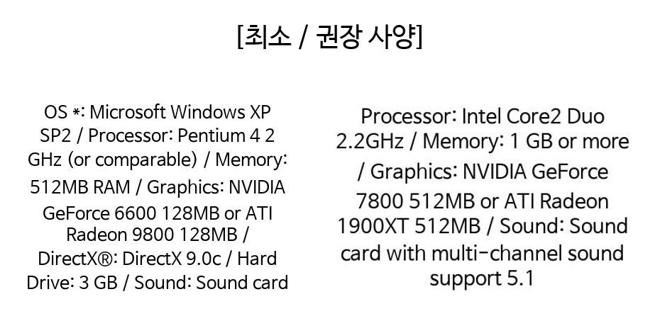 [최소 / 권장 사양]
OS *: Microsoft Windows XP
SP2 / Processor: Pentium 4 2
GHz (or comparable) / Memory:
512MB RAM / Graphics: NVIDIA
GeForce 6600 128MB or ATI
Radeon 9800 128MB /
DirectX®: DirectX 9.0c / Hard
Drive: 3 GB / Sound: Sound card
Processor: Intel Core2 Duo
2.2GHz / Memory: 1 GB or more
/ Graphics: NVIDIA GeForce
7800 512MB or ATI Radeon
1900XT 512MB / Sound: Sound
card with multi-channel sound
support 5.1